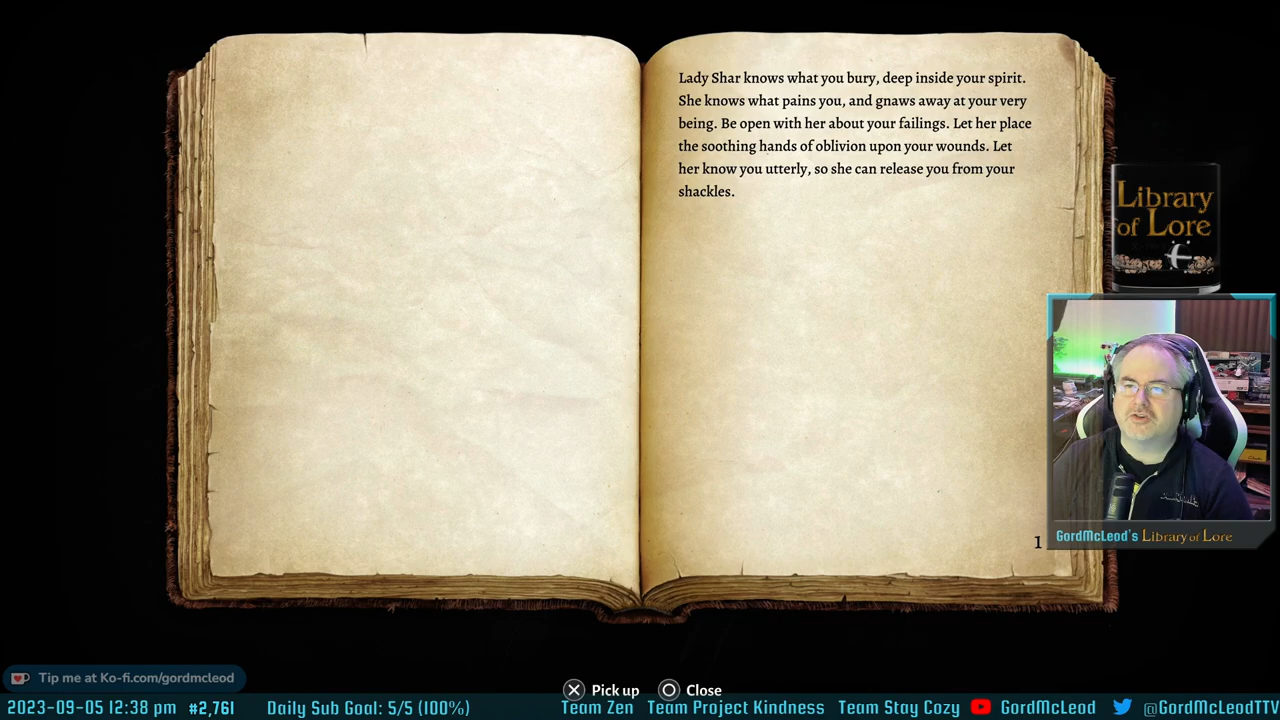 Lady Shar knows what you bury, deep inside your spirit.
She knows what pains you, and gnaws away at your very
being. Be open with her about your failings. Let her place
the soothing hands of oblivion upon your wounds. Let
her know you utterly, so she can release you from your
shackles.
1
Library
of Lore
GordMcLeod's Library of Lore
Tip me at Ko-fi.com/gordmcleod
Pick up Close
2023-09-05 12:38 pm #2,761 Daily Sub Goal: 5/5 (100%) Team Zen Team Project Kindness Team Stay Cozy GordMcLeod @GordMcLeodTTV